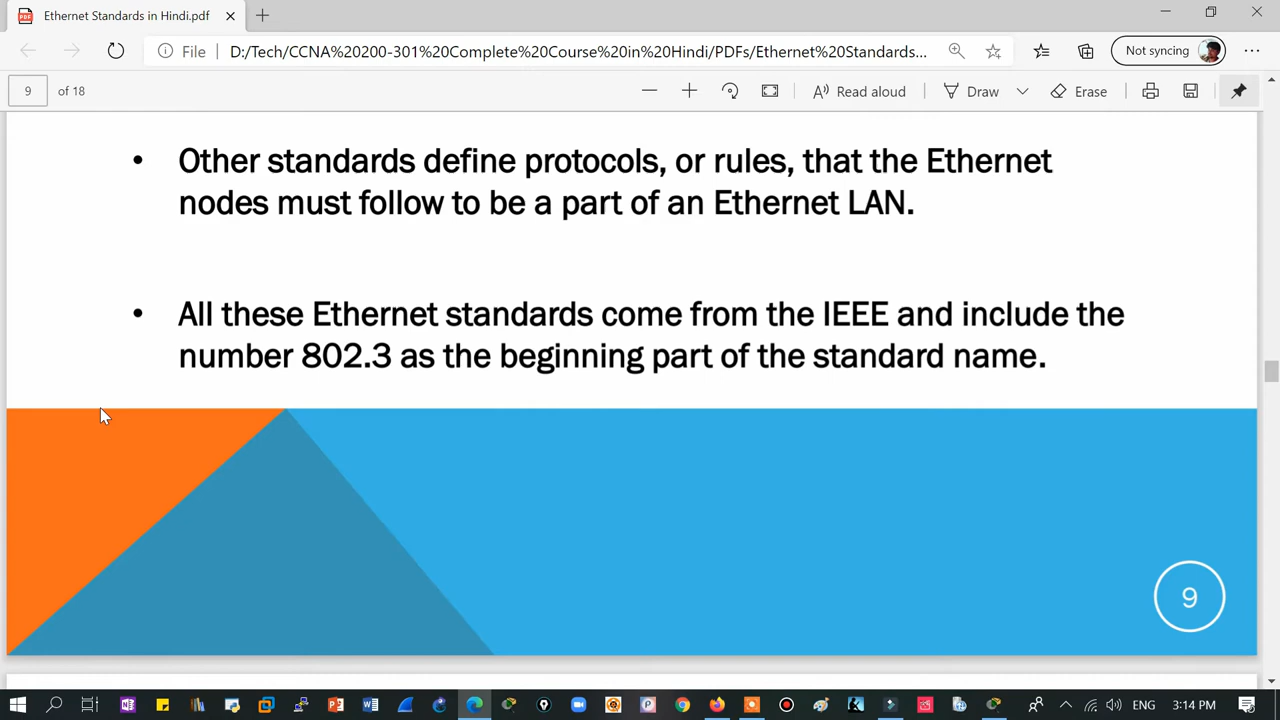 Ethernet Standards in Hindi.pdf
File D:/Tech/CCNA%20200-301%20Complete%20Course%20in%20Hindi/PDFs/Ethernet%20Standards...
Not syncing
9 of 18
Read aloud
Draw
Erase
• Other standards define protocols, or rules, that the Ethernet
nodes must follow to be a part of an Ethernet LAN.
• All these Ethernet standards come from the IEEE and include the
number 802.3 as the beginning part of the standard name.
9
ENG 3:14 PM